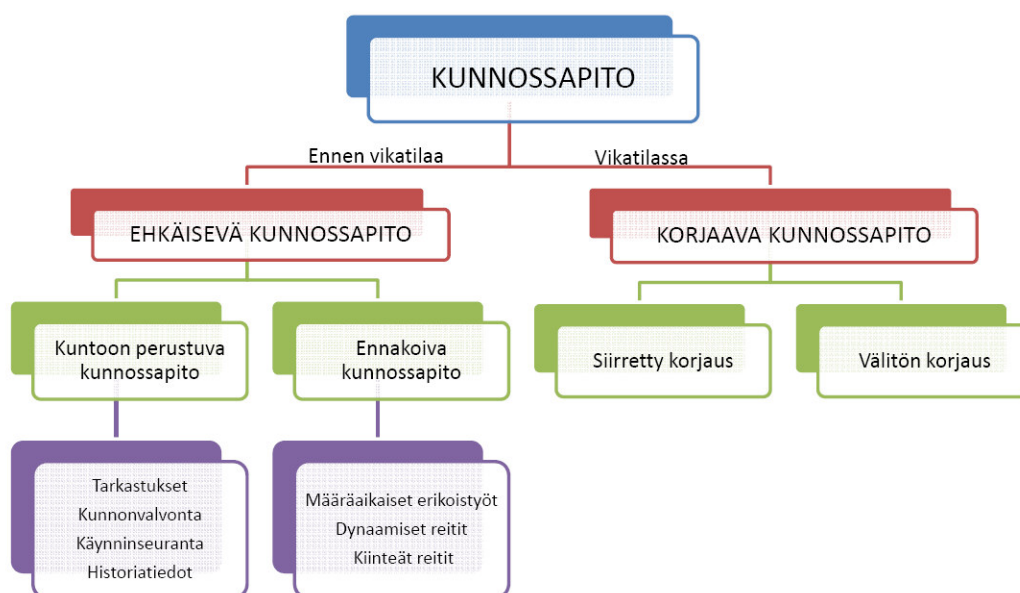 KUNNOSSAPITO
Ennen vikatilaa
Vikatilassa
EHKÄISEVÄ KUNNOSSAPITO
KORJAAVA KUNNOSSAPITO
Kuntoon perustuva
kunnossapito
Ennakoiva
kunnossapito
Siirretty korjaus
Välitön korjaus
Tarkastukset
Kunnonvalvonta
Käynninseuranta
Historiatiedot
Määräaikaiset erikoistyöt
Dynaamiset reitit
Kiinteät reitit